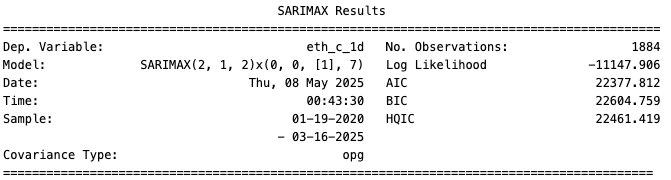 SARIMAX Results
==========================================================================================
Dep. Variable: eth_c_1d No. Observations: 1884
Model: SARIMAX(2, 1, 2)x(0, 0, [1], 7) Log Likelihood -11147.906
Date: Thu, 08 May 2025 AIC 22377.812
Time: 00:43:30 BIC 22604.759
Sample: 01-19-2020 HQIC 22461.419
- 03-16-2025
Covariance Type: opg
==========================================================================================